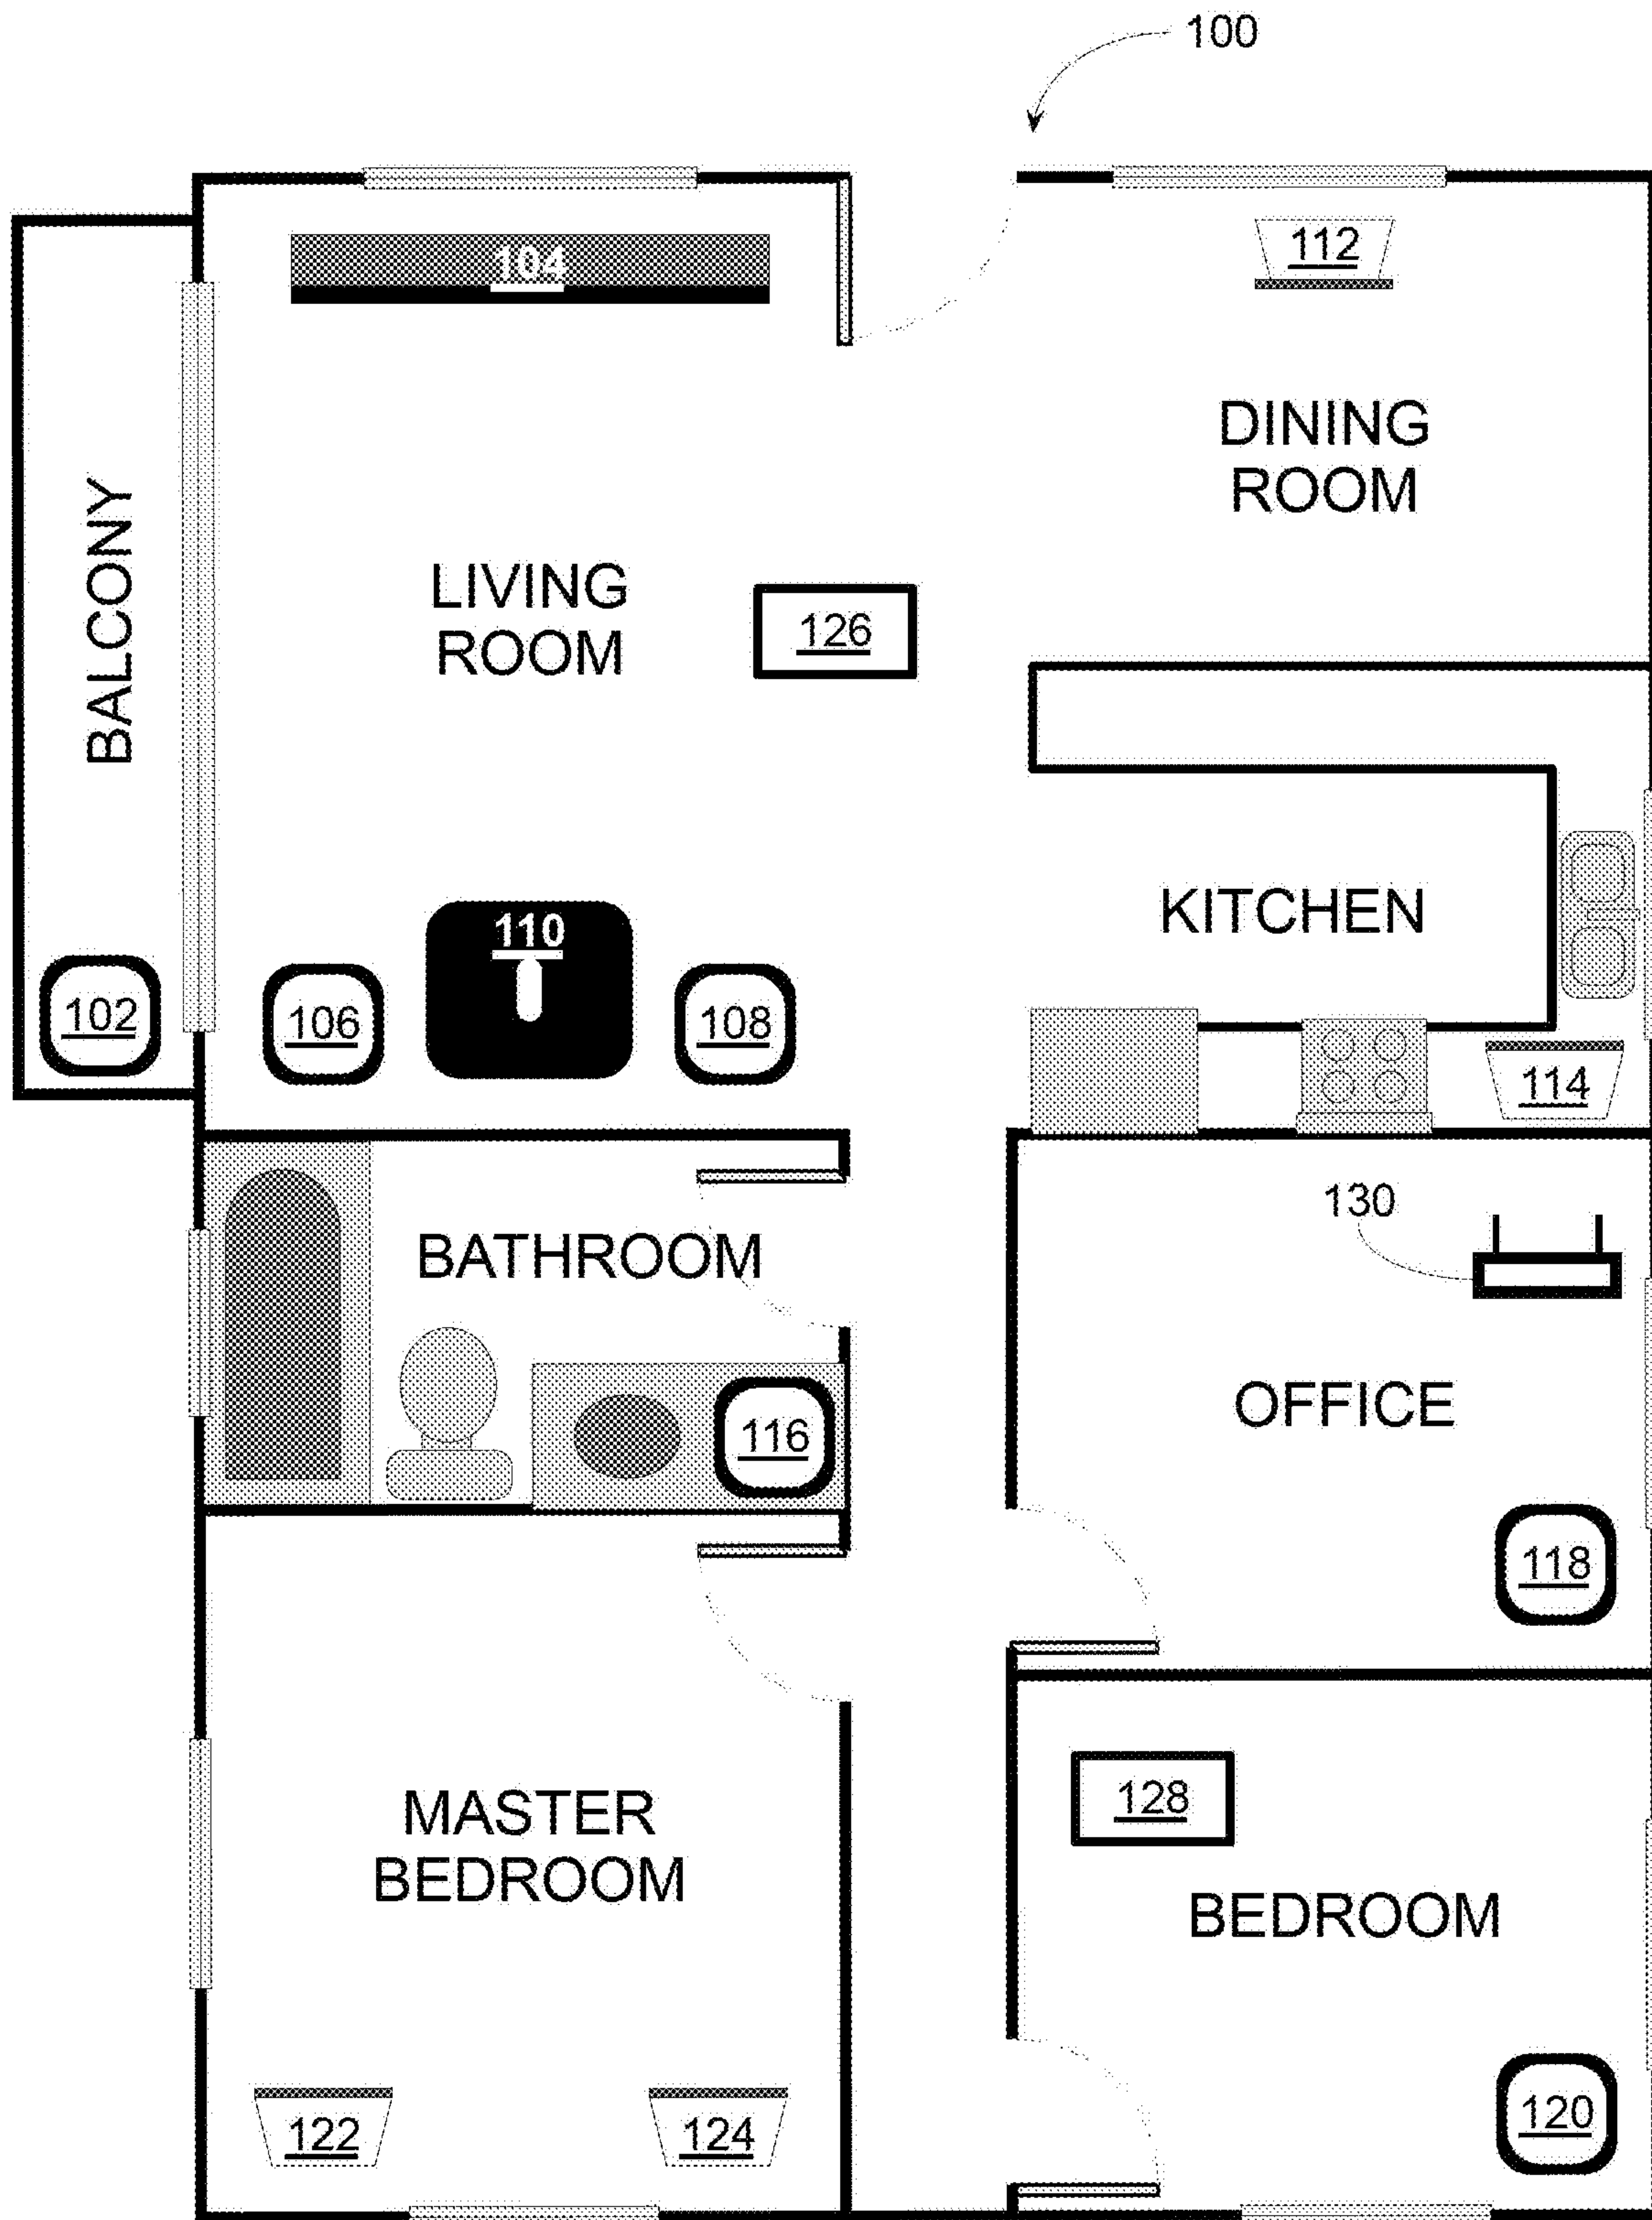 100
104
112
DINING
ROOM
BALCONY
LIVING
ROOM
126
KITCHEN
110
102
106
108
114
130
BATHROOM
OFFICE
116
118
MASTER
BEDROOM
128
BEDROOM
122
124
120